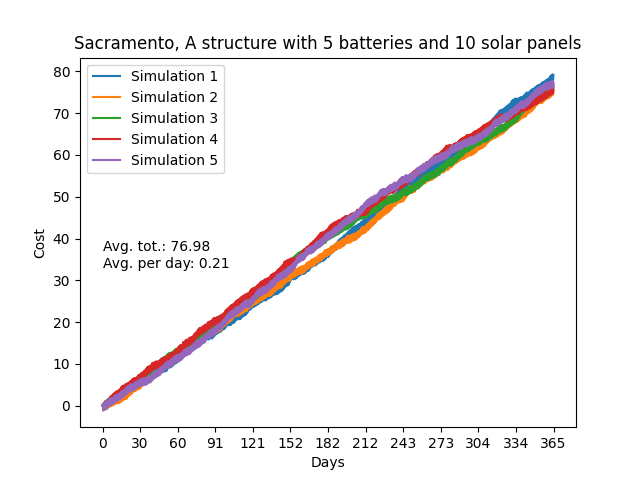 Sacramento, A structure with 5 batteries and 10 solar panels
80
70
60
50
40
30
20
10
0
Cost
Simulation 1
Simulation 2
Simulation 3
Simulation 4
Simulation 5
Avg. tot.: 76.98
Avg. per day: 0.21
0 30 60 91 121 152 182 212 243 273 304 334 365
Days